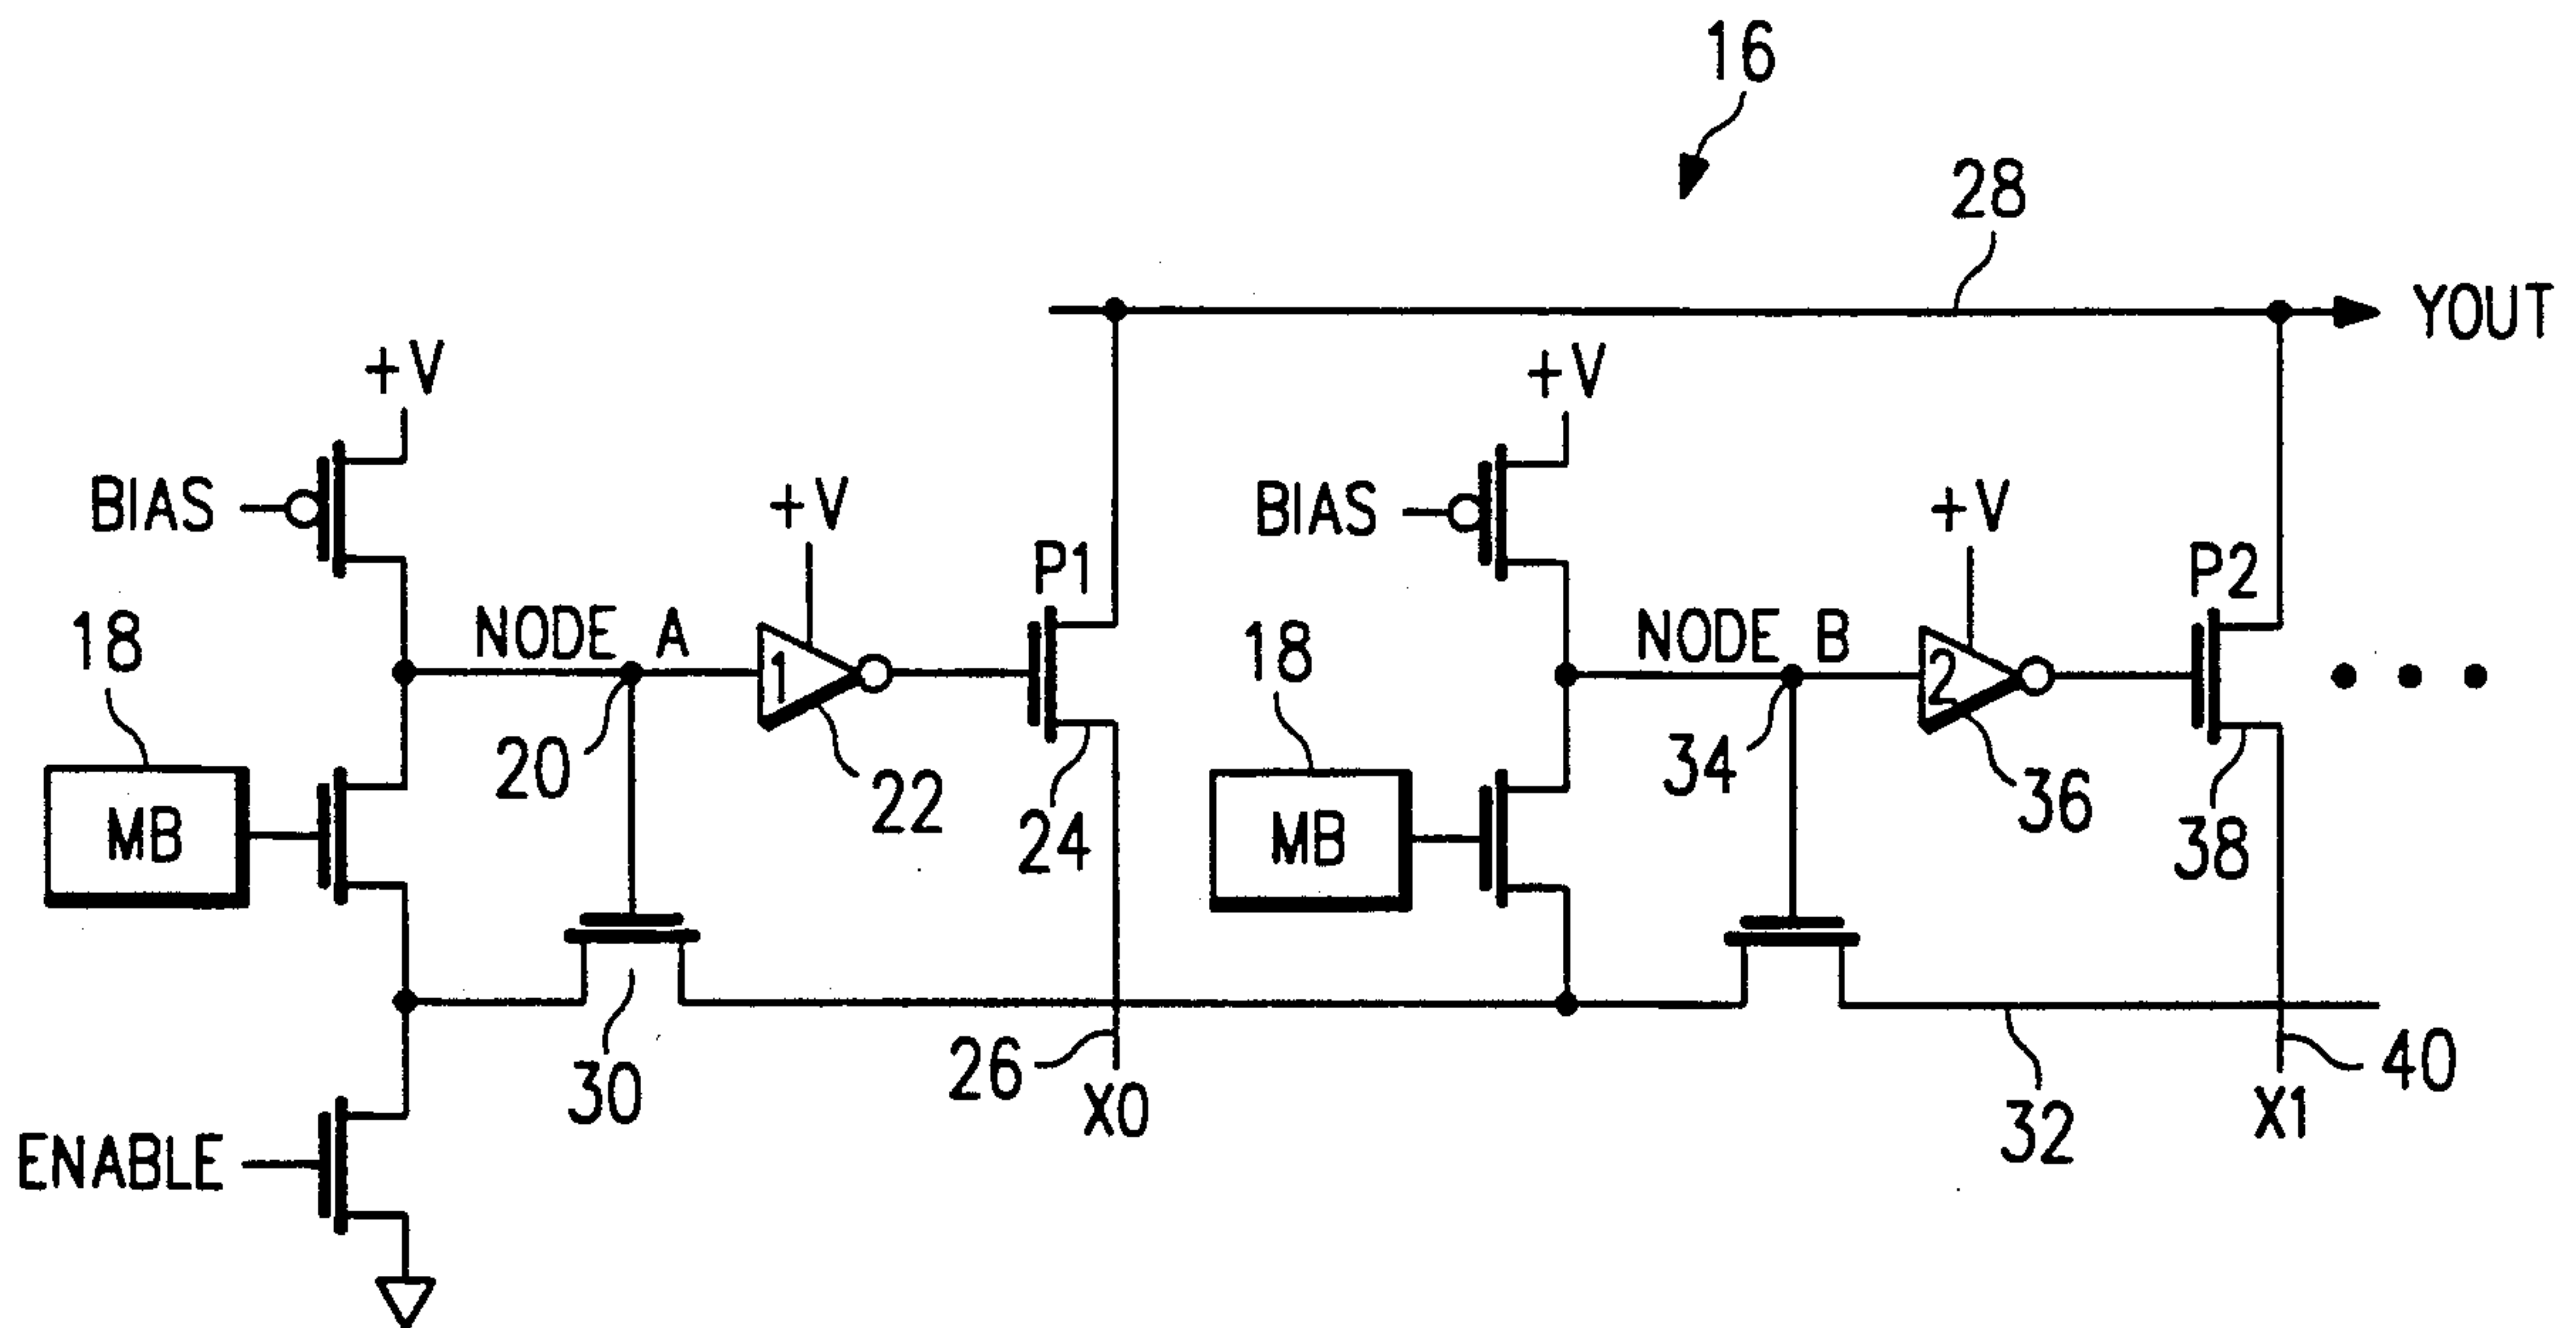 16
28
YOUT
+V
+V
BIAS
+V
BIAS
+V
P1
P2
18
NODE A
1
18
NODE B
2
20
22
24
34
36
38
MB
MB
30
26
X0
32
40
X1
ENABLE